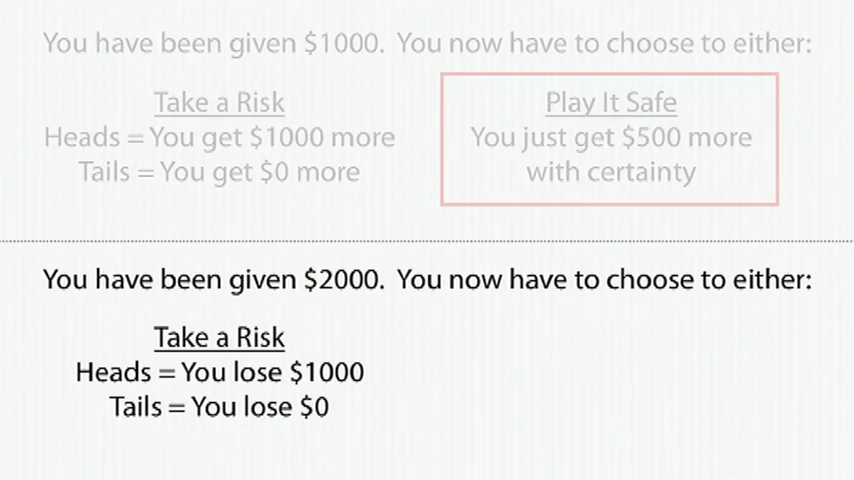 You have been given $1000. You now have to choose to either:
Take a Risk
Heads = You get $1000 more
Tails = You get $0 more
Play It Safe
You just get $500 more
with certainty
You have been given $2000. You now have to choose to either:
Take a Risk
Heads = You lose $1000
Tails = You lose $0